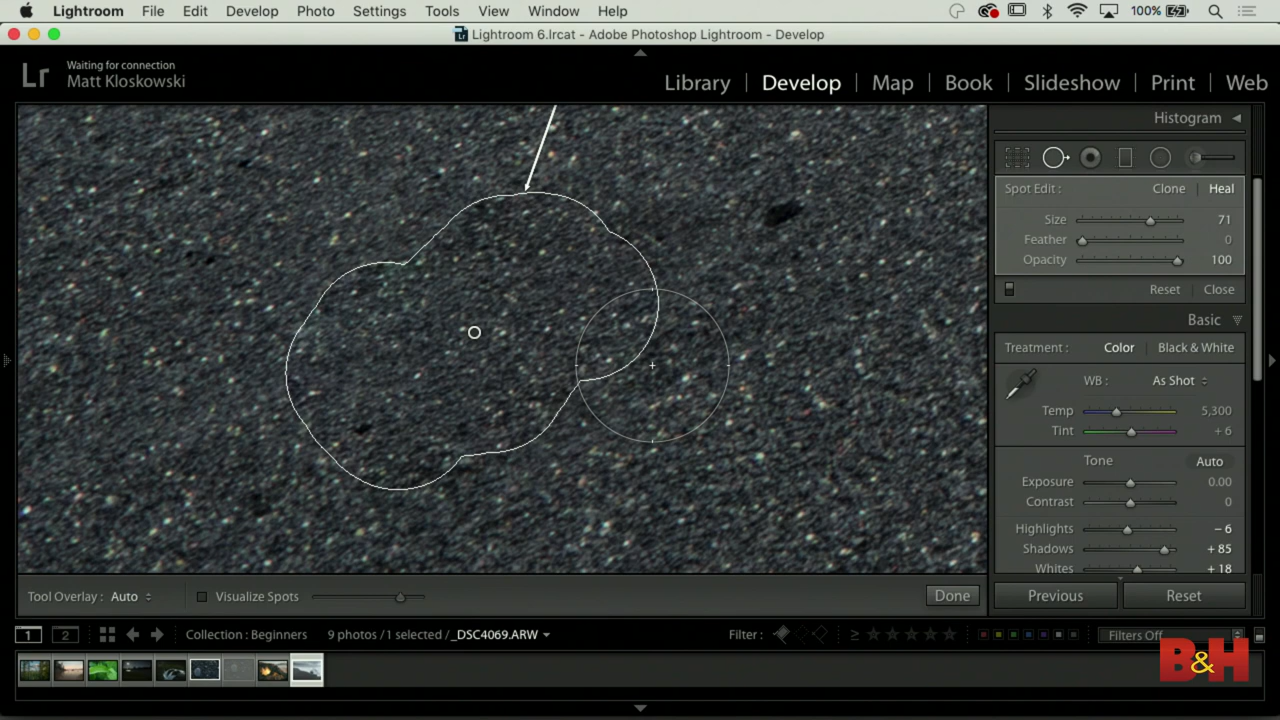 Lightroom File Edit Develop Photo Settings Tools View Window Help 100%
Lr Lightroom 6.lrcat - Adobe Photoshop Lightroom - Develop
Lr Waiting for connection
Matt Kloskowski
Library | Develop | Map | Book | Slideshow | Print | Web
Histogram
Spot Edit : Clone | Heal
Size 71
Feather 0
Opacity 100
Reset | Close
Basic
Treatment : Color | Black & White
WB: As Shot
Temp 5,300
Tint + 6
Tone Auto
Exposure 0.00
Contrast 0
Highlights – 6
Shadows + 85
Whites + 18
Tool Overlay : Auto Visualize Spots Done
Previous Reset
1 2 Collection : Beginners 9 photos / 1 selected / _DSC4069.ARW Filter : ≥ Filters Off
B&H